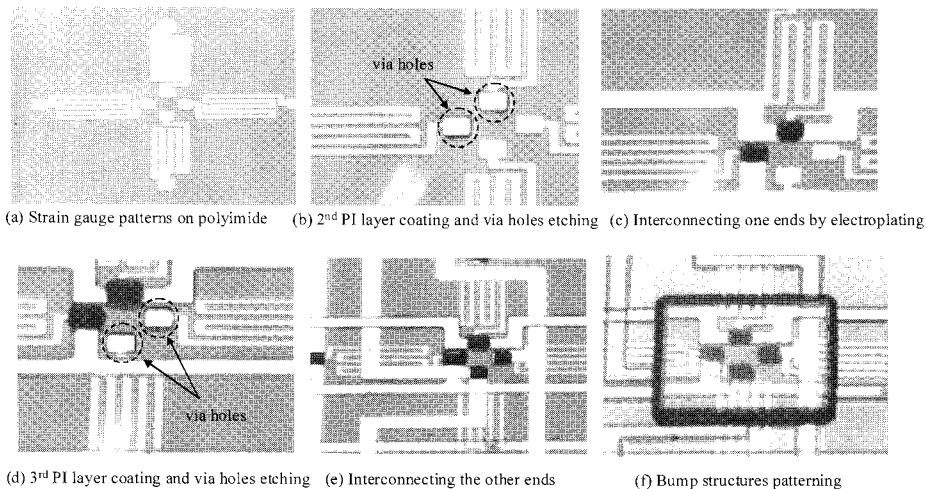 via holes
(a) Strain gauge patterns on polyimide
(b) 2nd PI layer coating and via holes etching
(c) Interconnecting one ends by electroplating
via holes
(d) 3rd PI layer coating and via holes etching
(e) Interconnecting the other ends
(f) Bump structures patterning